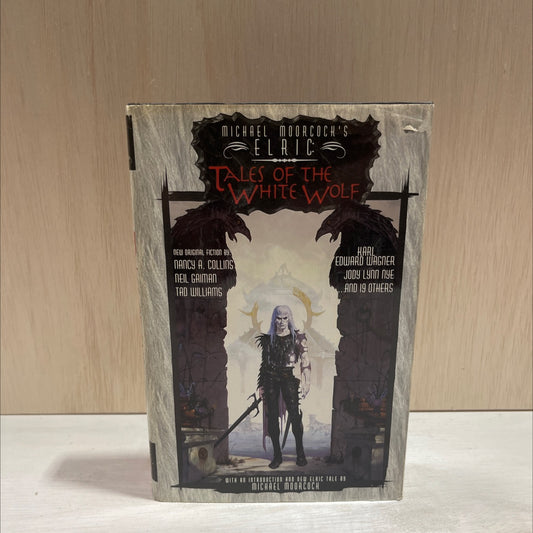 MICHAEL MOORCOCK'S
ELRIC
TALES OF THE
WHITE WOLF
NEW ORIGINAL FICTION BY
NANCY A. COLLINS
NEIL GAIMAN
TAD WILLIAMS
KARL
EDWARD WAGNER
JODY LYNN NYE
...AND 19 OTHERS
WITH AN INTRODUCTION AND NEW ELRIC TALE BY
MICHAEL MOORCOCK